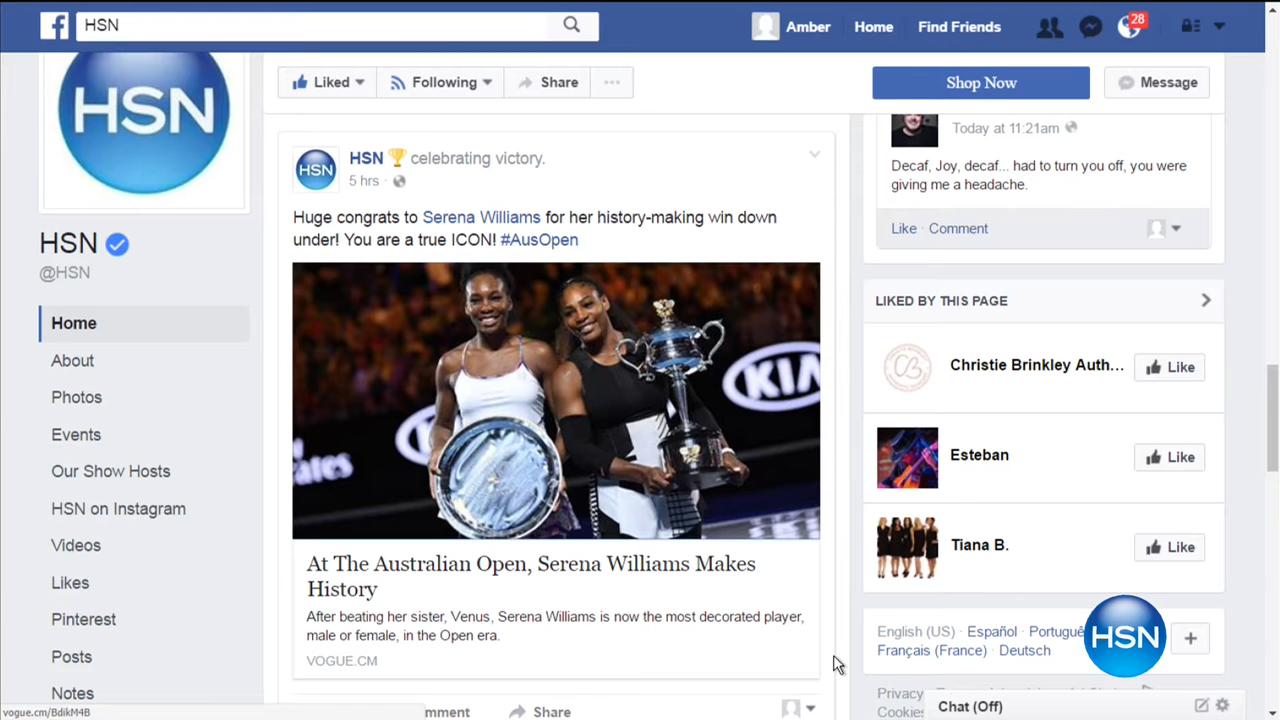 HSN
Amber
Home
Find Friends
28
HSN
Liked
Following
Share
Shop Now
Message
HSN
@HSN
Home
About
Photos
Events
Our Show Hosts
HSN on Instagram
Videos
Likes
Pinterest
Posts
Notes
vogue.cm/BdikM4B
HSN
HSN 🏆 celebrating victory.
5 hrs ·
Huge congrats to Serena Williams for her history-making win down
under! You are a true ICON! #AusOpen
KIA
At The Australian Open, Serena Williams Makes
History
After beating her sister, Venus, Serena Williams is now the most decorated player,
male or female, in the Open era.
VOGUE.CM
Share
Today at 11:21am
Decaf, Joy, decaf... had to turn you off, you were
giving me a headache.
Like · Comment
LIKED BY THIS PAGE
Christie Brinkley Auth...
Like
Esteban
Like
Tiana B.
Like
English (US) · Español ·
Français (France) · Deutsch
HSN
Privacy
Cookies
Chat (Off)